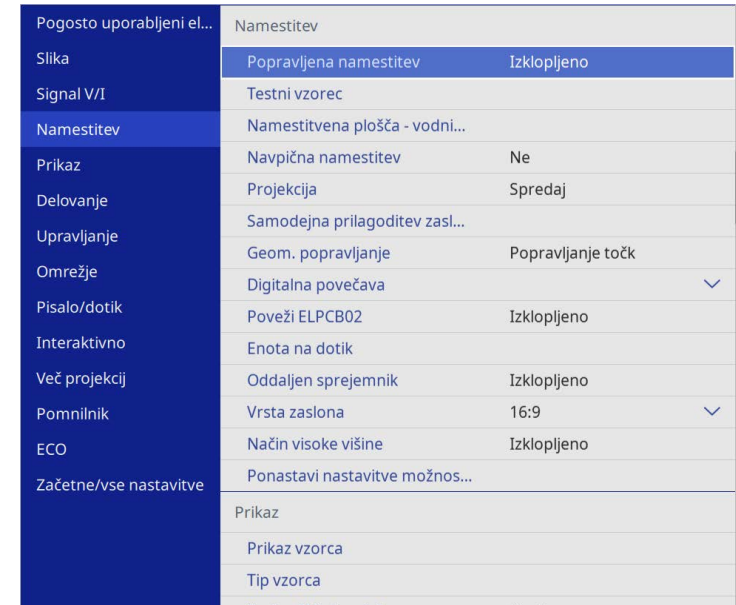 Pogosto uporabljeni el...
Slika
Signal V/I
Namestitev
Prikaz
Delovanje
Upravljanje
Omrežje
Pisalo/dotik
Interaktivno
Več projekcij
Pomnilnik
ECO
Začetne/vse nastavitve
Namestitev
Popravljena namestitev Izklopljeno
Testni vzorec
Namestitvena plošča - vodni...
Navpična namestitev Ne
Projekcija Spredaj
Samodejna prilagoditev zasl...
Geom. popravljanje Popravljanje točk
Digitalna povečava
Poveži ELPCB02 Izklopljeno
Enota na dotik
Oddaljen sprejemnik Izklopljeno
Vrsta zaslona 16:9
Način visoke višine Izklopljeno
Ponastavi nastavitve možnos...
Prikaz
Prikaz vzorca
Tip vzorca